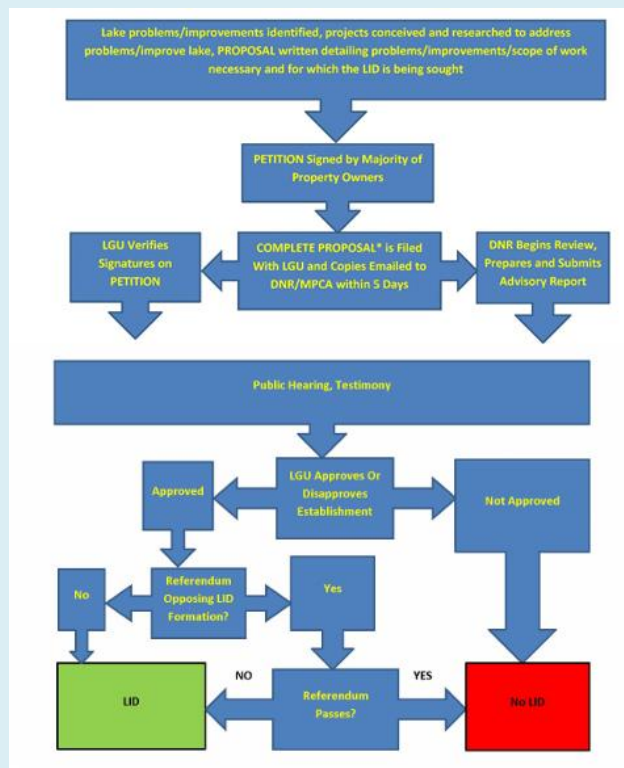 Lake problems/improvements identified, projects conceived and researched to address
problems/improve lake, PROPOSAL written detailing problems/improvements/scope of work
necessary and for which the LID is being sought
PETITION Signed by Majority of
Property Owners
LGU Verifies
Signatures on
PETITION
COMPLETE PROPOSAL* is Filed
With LGU and Copies Emailed to
DNR/MPCA within 5 Days
DNR Begins Review,
Prepares and Submits
Advisory Report
Public Hearing, Testimony
Approved
LGU Approves Or
Disapproves
Establishment
Not Approved
No
Referendum
Opposing LID
Formation?
Yes
LID
NO
Referendum
Passes?
YES
No LID